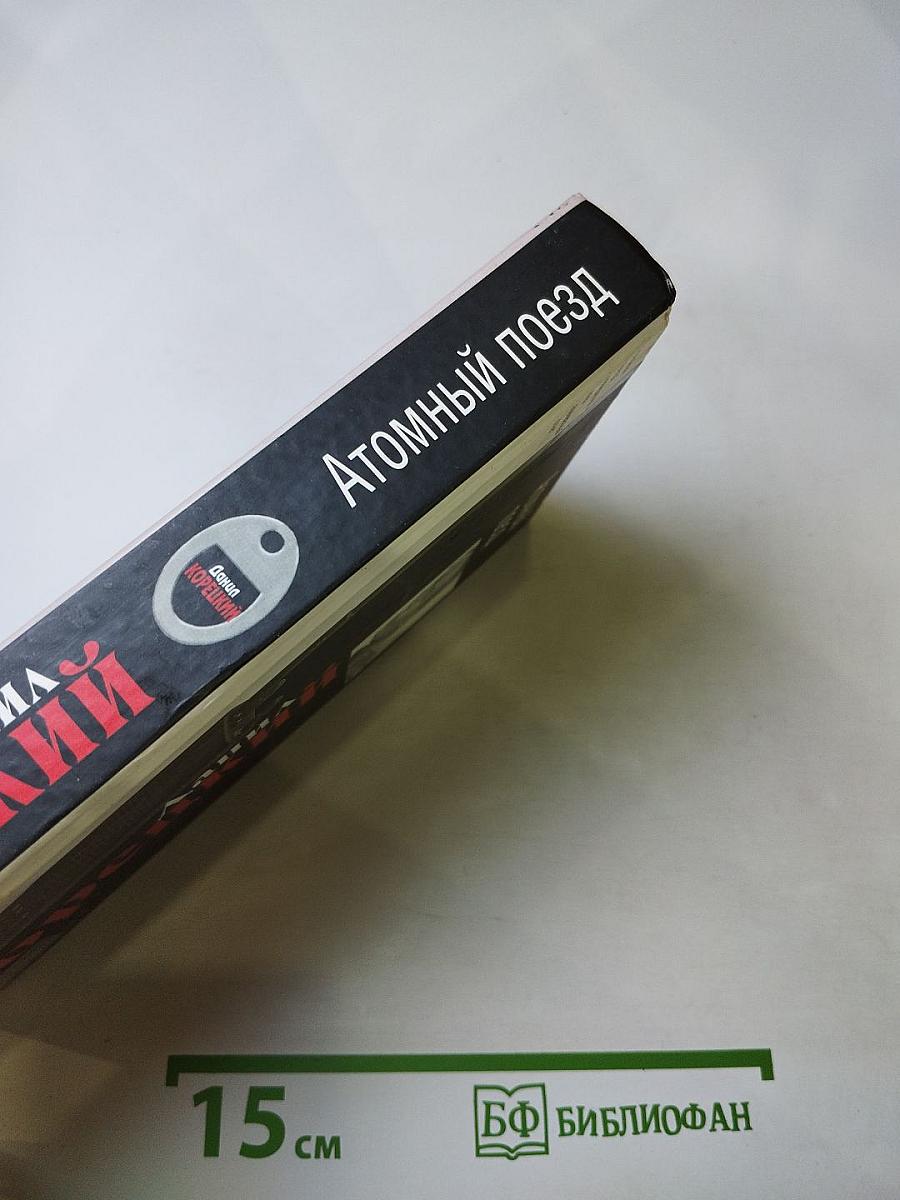 Атомный поезд
Данил
КОРЕЦКИЙ
15 см
БФ БИБЛИОФАН